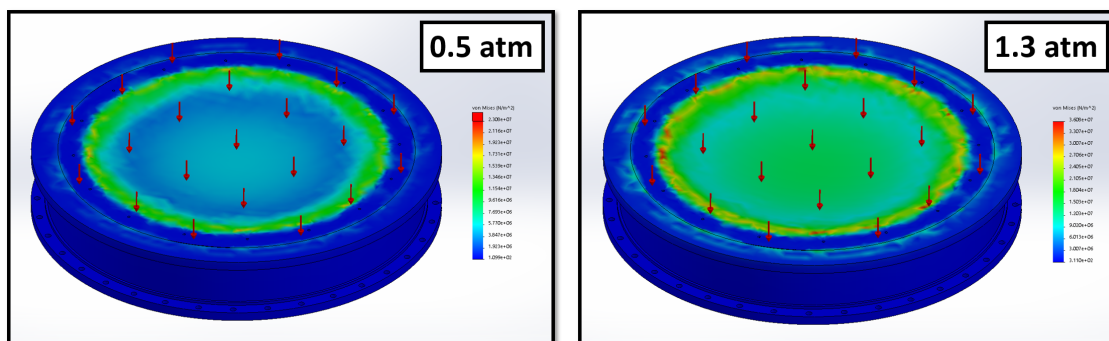 0.5 atm
von Mises (N/m^2)
2.308e+07
2.116e+07
1.923e+07
1.731e+07
1.539e+07
1.346e+07
1.154e+07
9.616e+06
7.693e+06
5.770e+06
3.847e+06
1.923e+06
1.099e+02
1.3 atm
von Mises (N/m^2)
3.608e+07
3.307e+07
3.007e+07
2.706e+07
2.405e+07
2.105e+07
1.804e+07
1.503e+07
1.203e+07
9.020e+06
6.013e+06
3.007e+06
3.110e+02